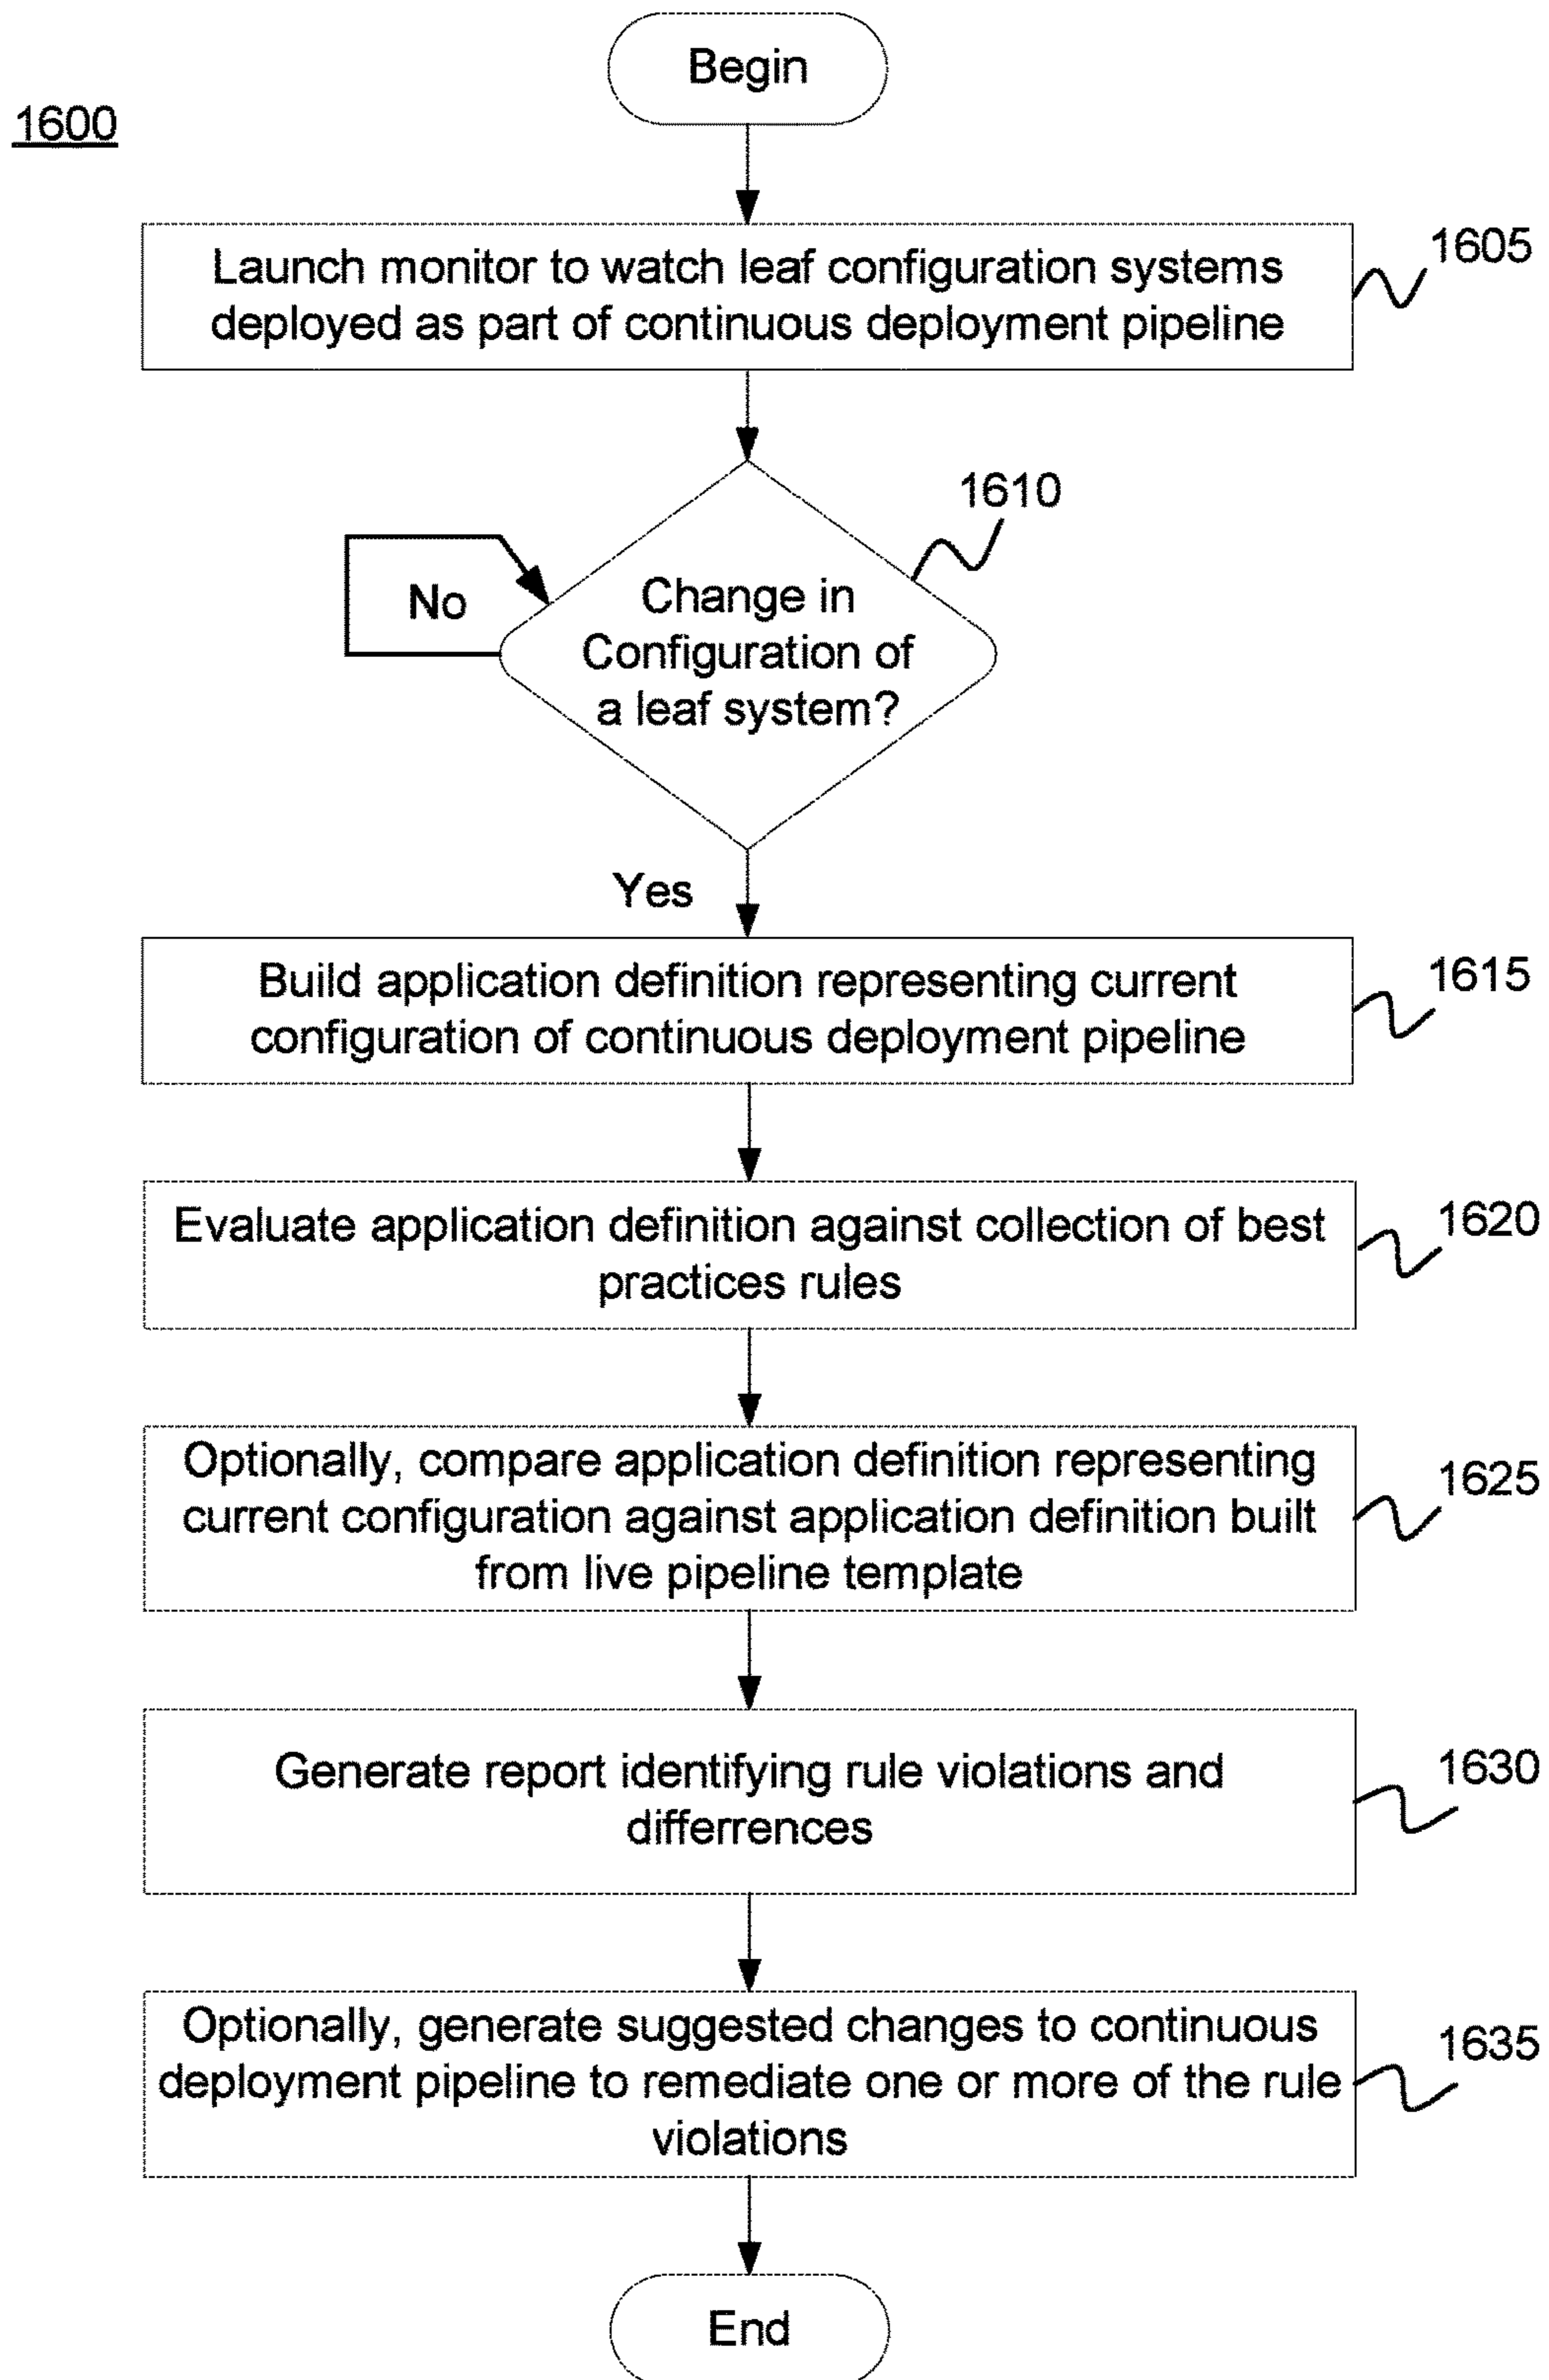 Begin
1600
Launch monitor to watch leaf configuration systems
deployed as part of continuous deployment pipeline
1605
1610
Change in
Configuration of
a leaf system?
No
Yes
Build application definition representing current
configuration of continuous deployment pipeline
1615
Evaluate application definition against collection of best
practices rules
1620
Optionally, compare application definition representing
current configuration against application definition built
from live pipeline template
1625
Generate report identifying rule violations and
differrences
1630
Optionally, generate suggested changes to continuous
deployment pipeline to remediate one or more of the rule
violations
1635
End